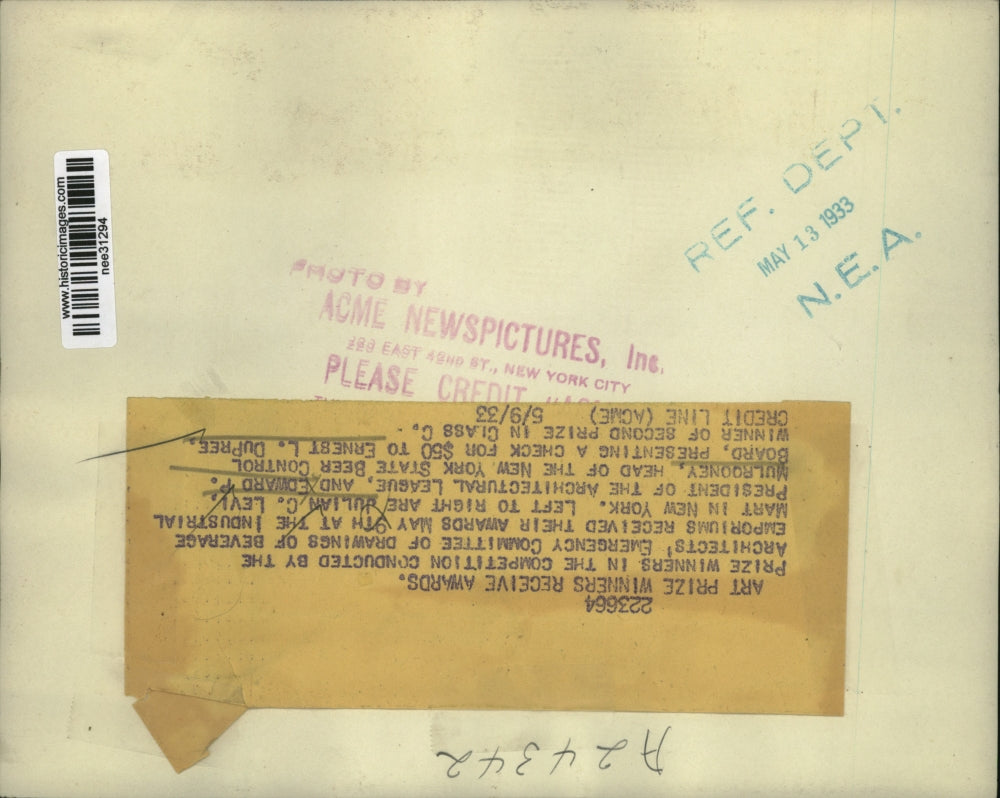 www.historicimages.com
nee31294
REF. DEPT.
MAY 13 1933
N. E. A.
PHOTO BY
ACME NEWSPICTURES, Inc.
EAST 42ND ST., NEW YORK CITY
PLEASE CREDIT
223664
ART PRIZE WINNERS RECEIVE AWARDS.
PRIZE WINNERS IN THE COMPETITION CONDUCTED BY THE
ARCHITECTS' EMERGENCY COMMITTEE OF DRAWINGS OF BEVERAGE
EMPORIUMS RECEIVED THEIR AWARDS MAY 9TH AT THE INDUSTRIAL
MART IN NEW YORK. LEFT TO RIGHT ARE JULIAN C. LEVI,
PRESIDENT OF THE ARCHITECTURAL LEAGUE, AND EDWARD P.
MULROONEY, HEAD OF THE NEW YORK STATE BEER CONTROL
BOARD, PRESENTING A CHECK FOR $50 TO ERNEST L. DUPREE,
WINNER OF SECOND PRIZE IN CLASS C.
CREDIT LINE (ACME) 5/9/33
A24342